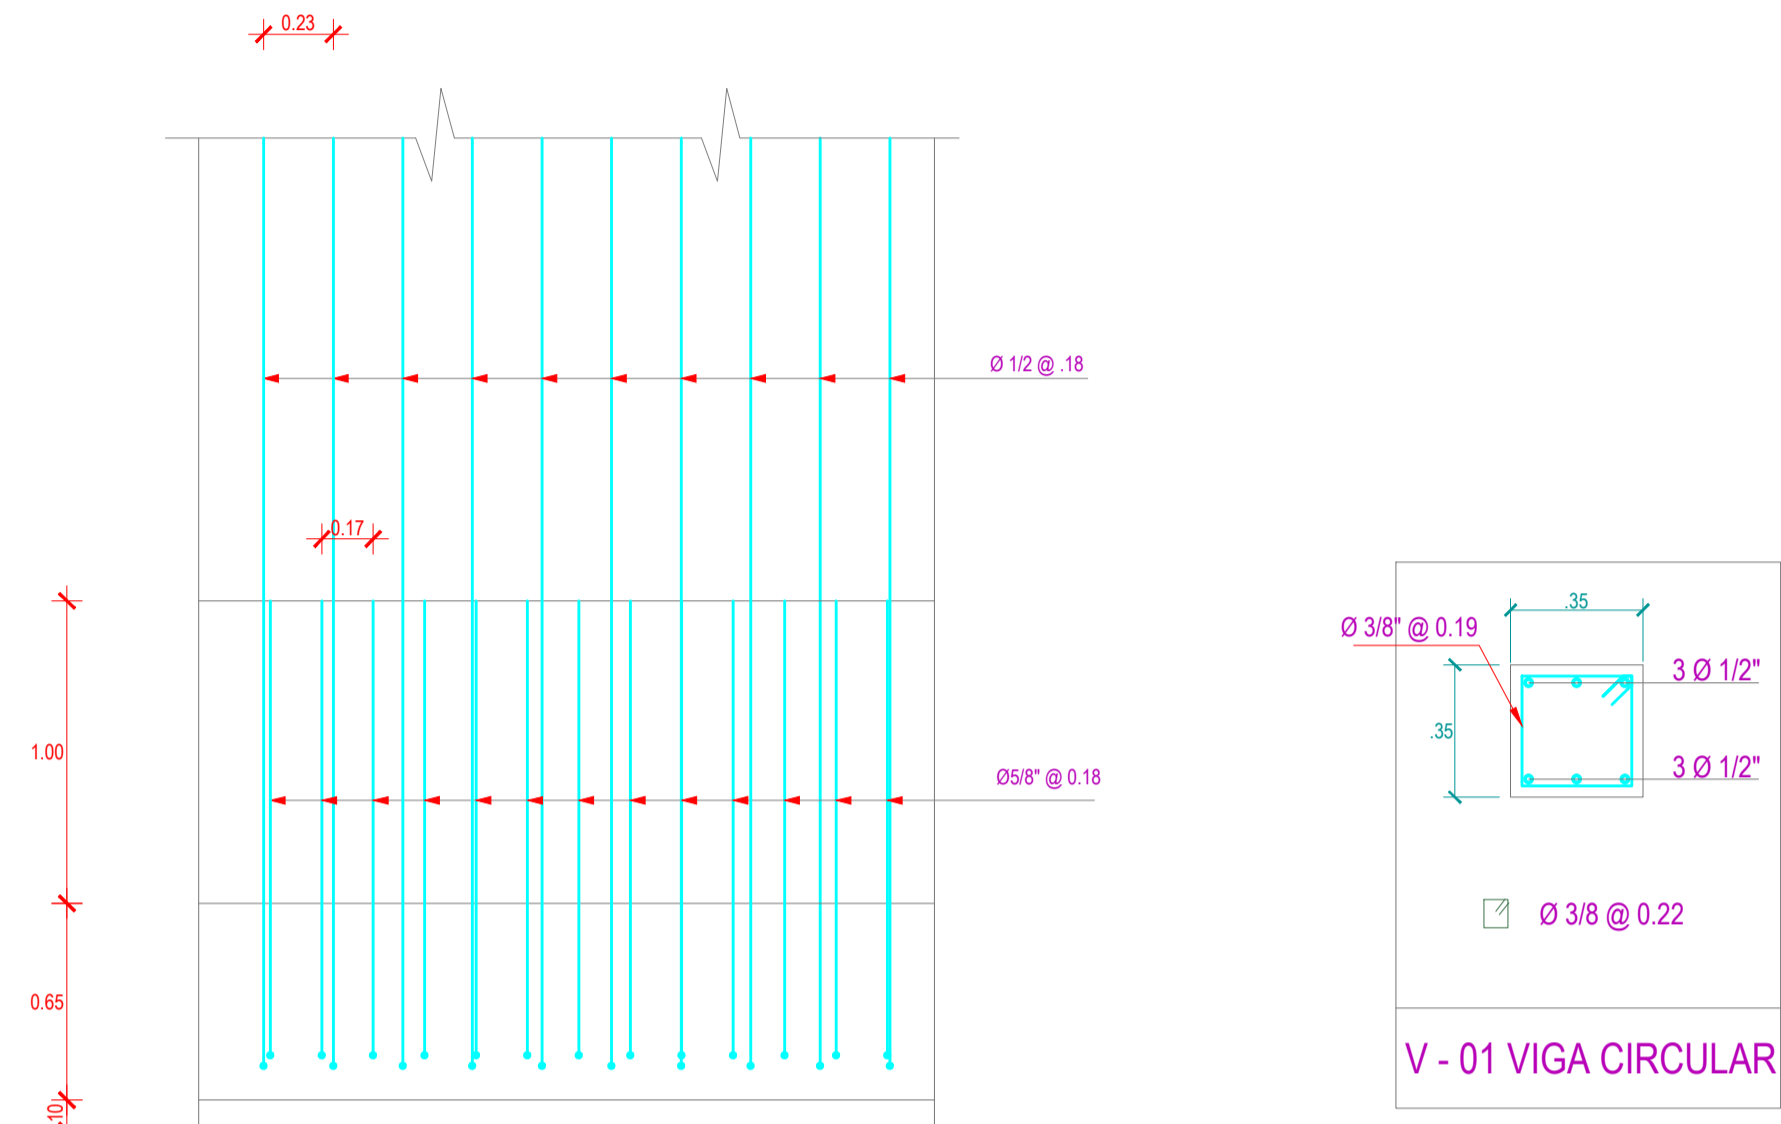 0.23
Ø 1/2 @ .18
0.17
1.00
Ø5/8" @ 0.18
0.65
.10
.35
Ø 3/8" @ 0.19
3 Ø 1/2"
.35
3 Ø 1/2"
Ø 3/8 @ 0.22
V - 01 VIGA CIRCULAR